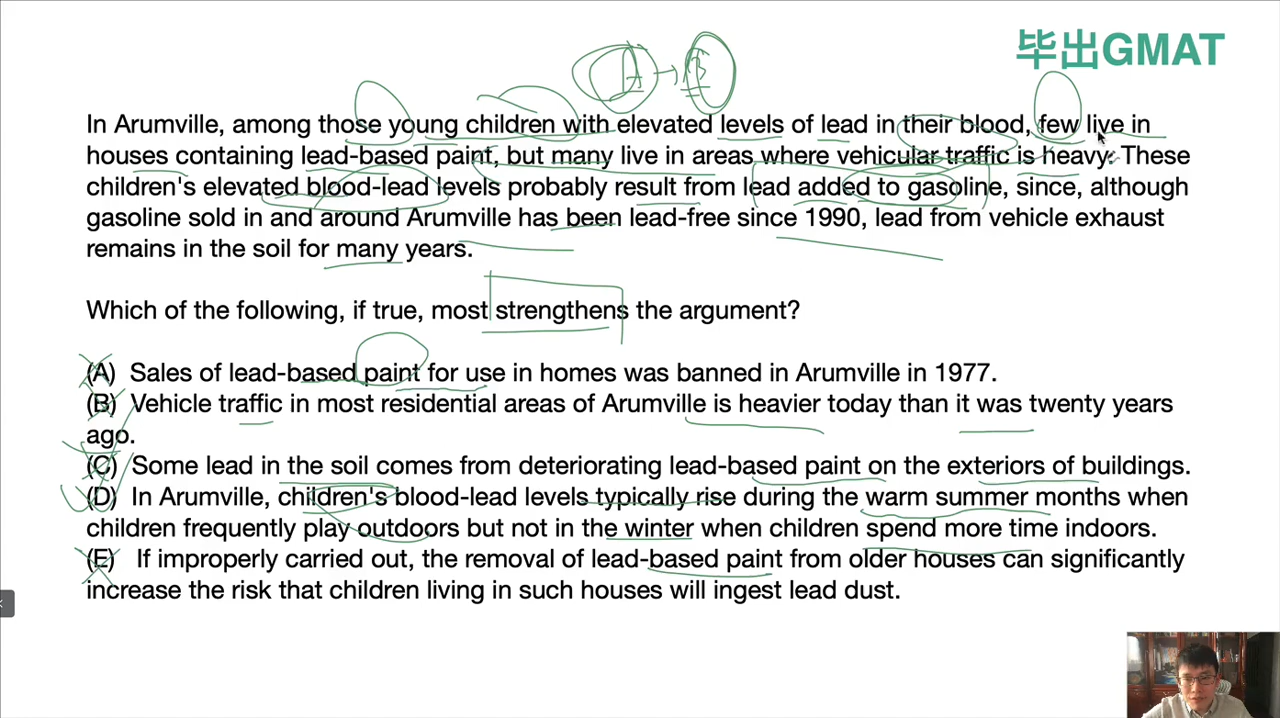 毕出GMAT
A → B
In Arumville, among those young children with elevated levels of lead in their blood, few live in
houses containing lead-based paint, but many live in areas where vehicular traffic is heavy. These
children's elevated blood-lead levels probably result from lead added to gasoline, since, although
gasoline sold in and around Arumville has been lead-free since 1990, lead from vehicle exhaust
remains in the soil for many years.
Which of the following, if true, most strengthens the argument?
(A) Sales of lead-based paint for use in homes was banned in Arumville in 1977.
(B) Vehicle traffic in most residential areas of Arumville is heavier today than it was twenty years
ago.
(C) Some lead in the soil comes from deteriorating lead-based paint on the exteriors of buildings.
(D) In Arumville, children's blood-lead levels typically rise during the warm summer months when
children frequently play outdoors but not in the winter when children spend more time indoors.
(E) If improperly carried out, the removal of lead-based paint from older houses can significantly
increase the risk that children living in such houses will ingest lead dust.